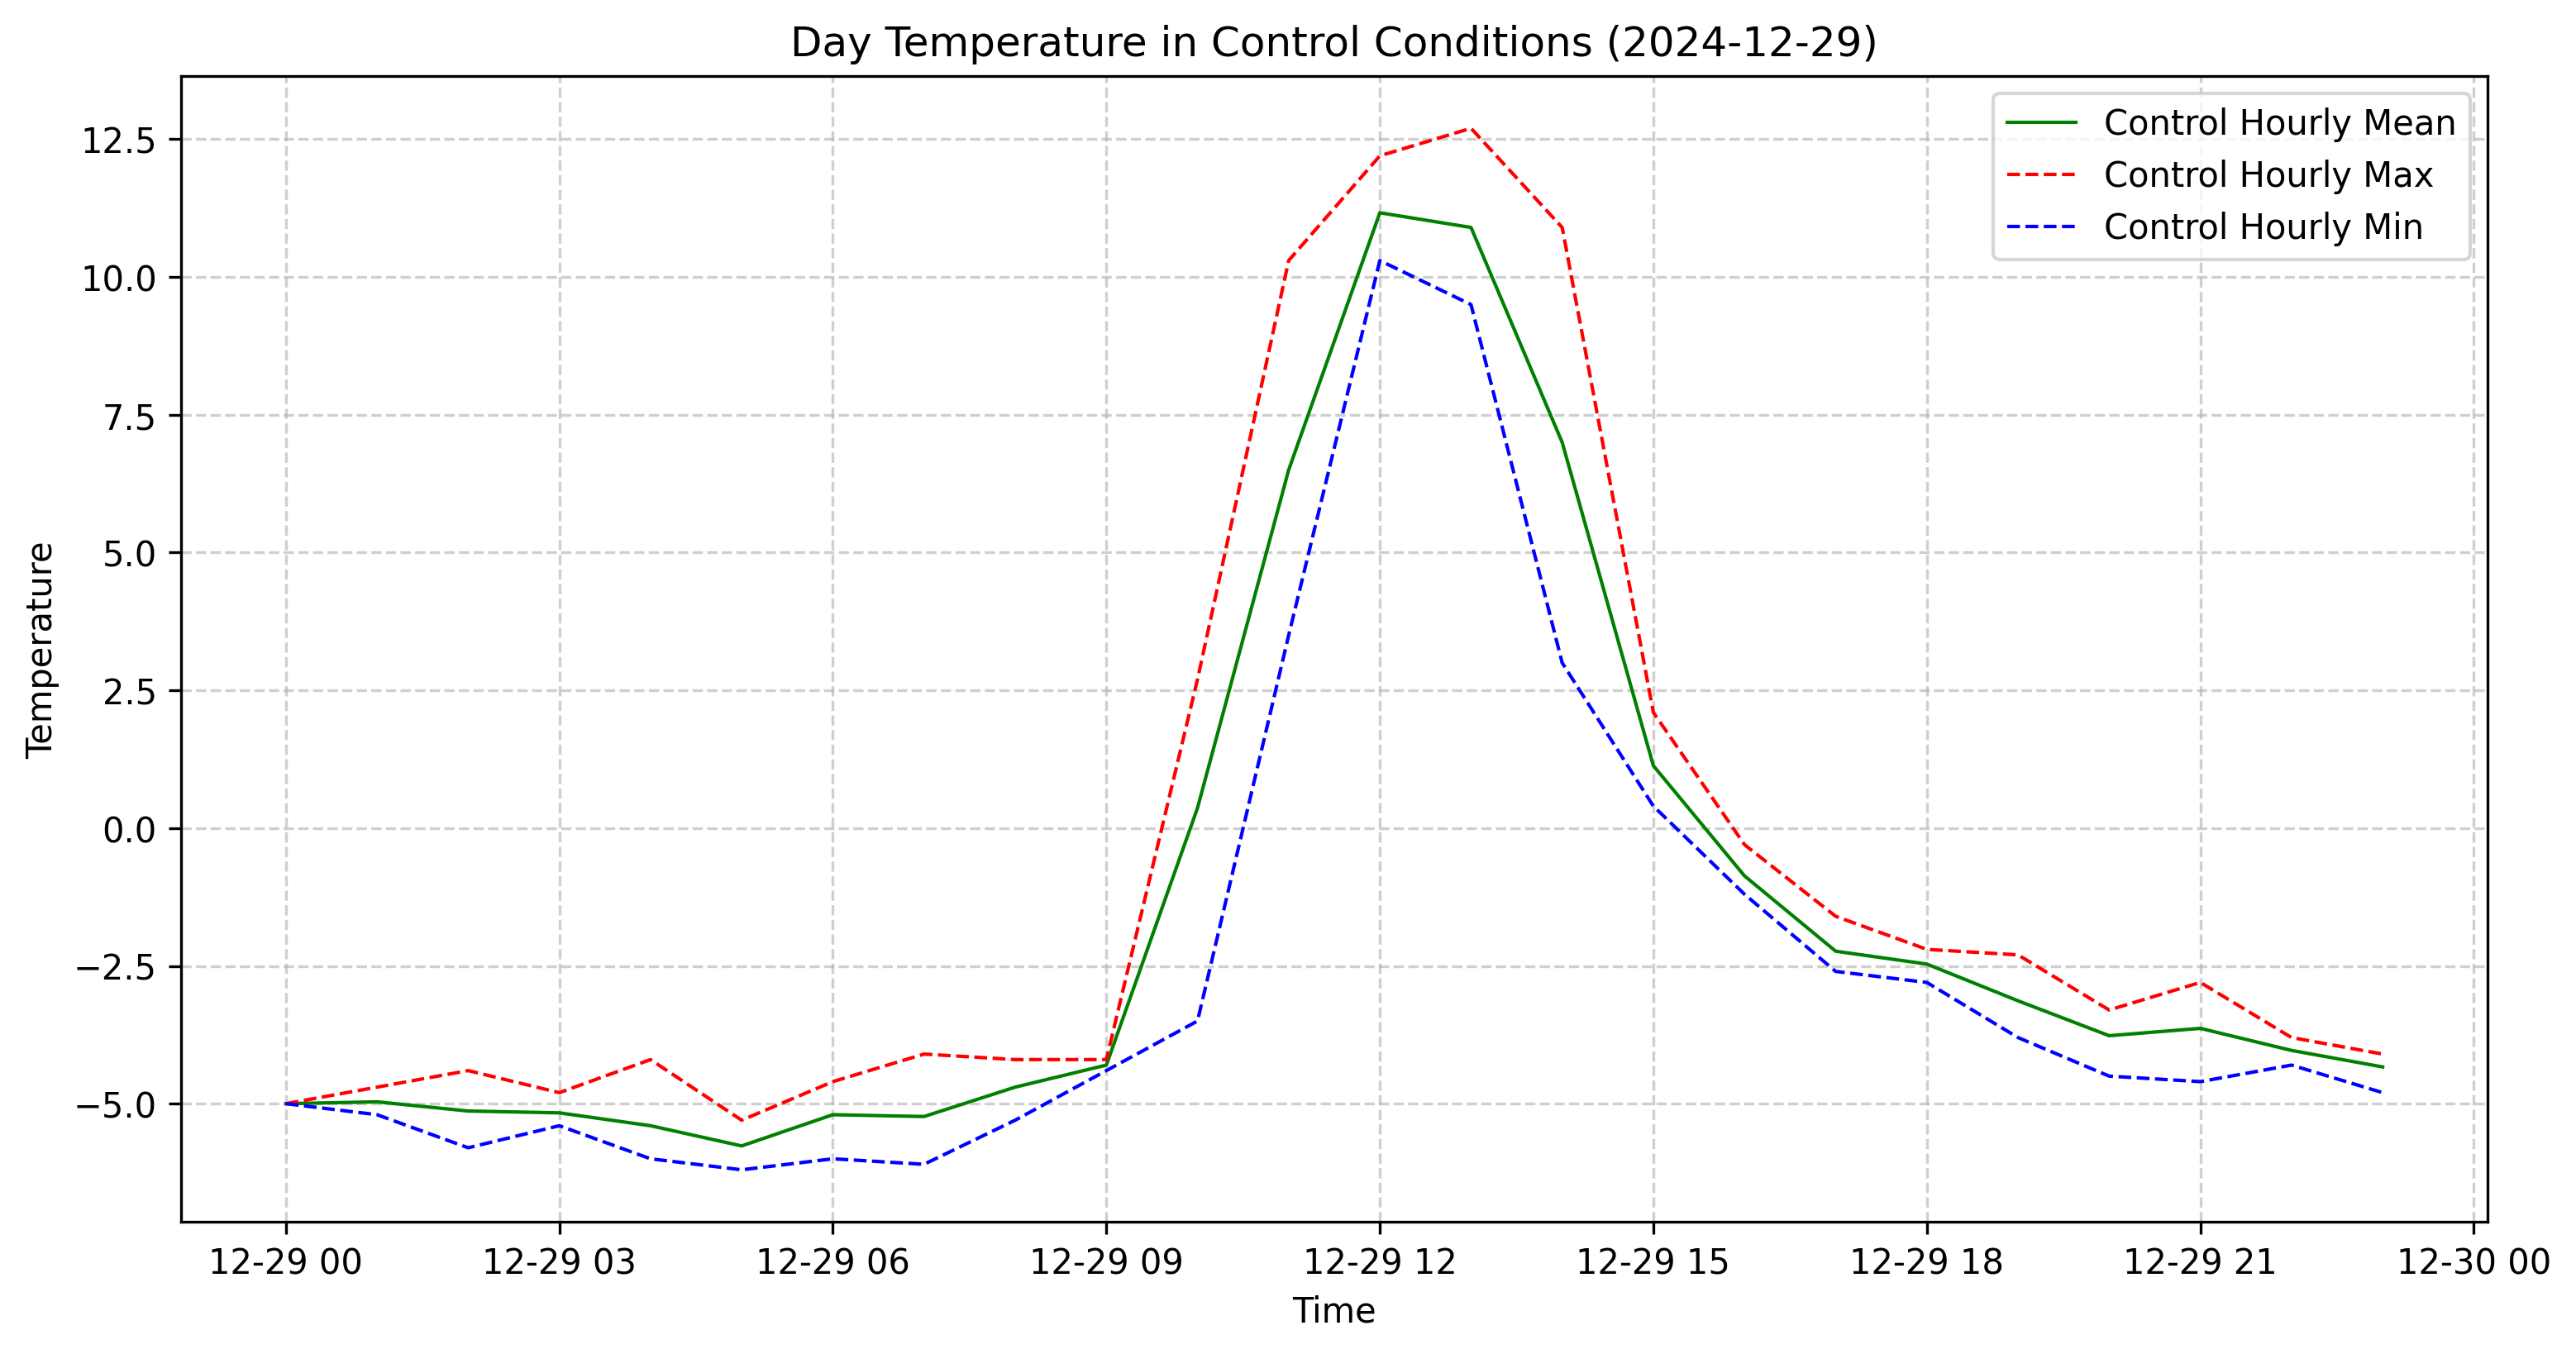 Day Temperature in Control Conditions (2024-12-29)
Control Hourly Mean
Control Hourly Max
Control Hourly Min
12.5
10.0
7.5
5.0
2.5
0.0
−2.5
−5.0
Temperature
12-29 00 12-29 03 12-29 06 12-29 09 12-29 12 12-29 15 12-29 18 12-29 21 12-30 00
Time